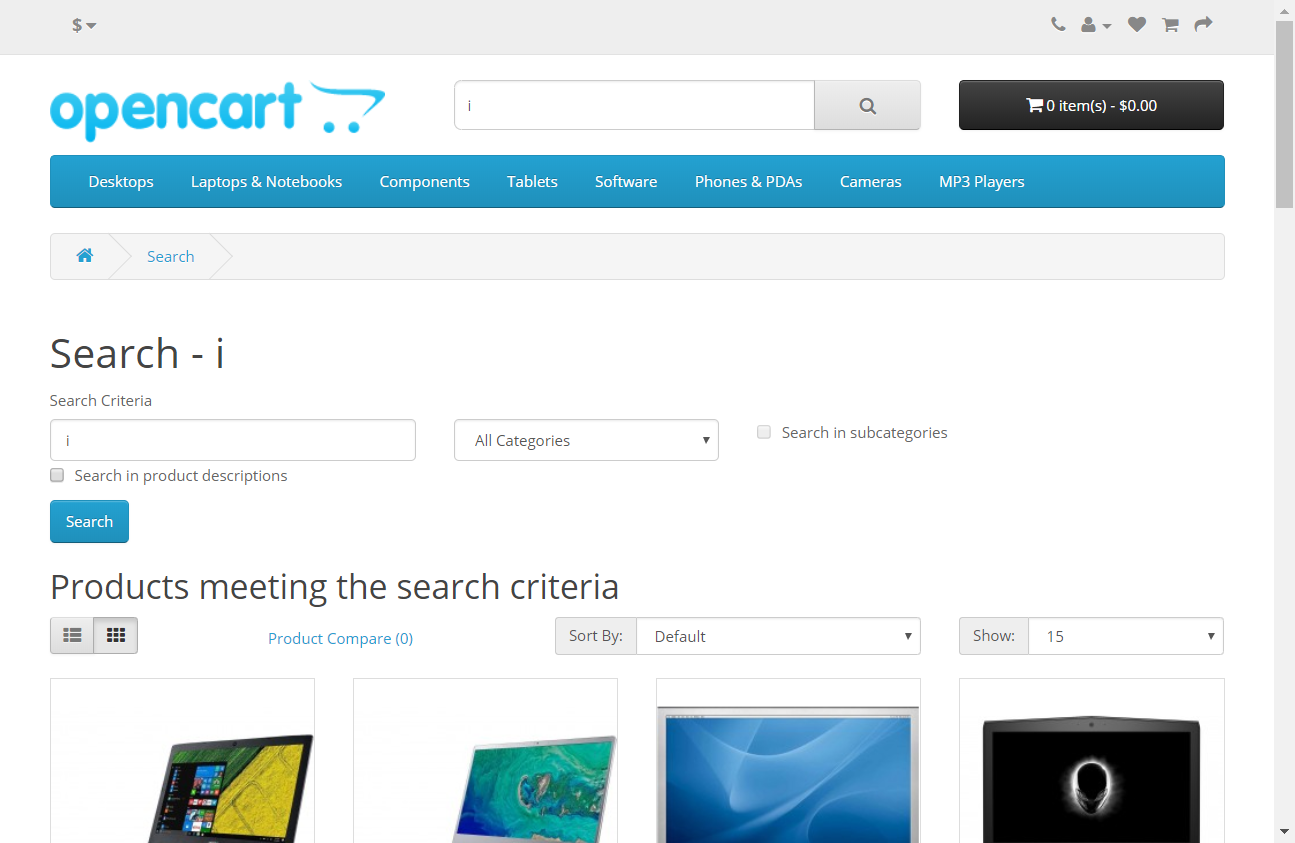 $
opencart
i
0 item(s) - $0.00
Desktops Laptops & Notebooks Components Tablets Software Phones & PDAs Cameras MP3 Players
Search
Search - i
Search Criteria
i All Categories Search in subcategories
Search in product descriptions
Search
Products meeting the search criteria
Product Compare (0) Sort By: Default Show: 15